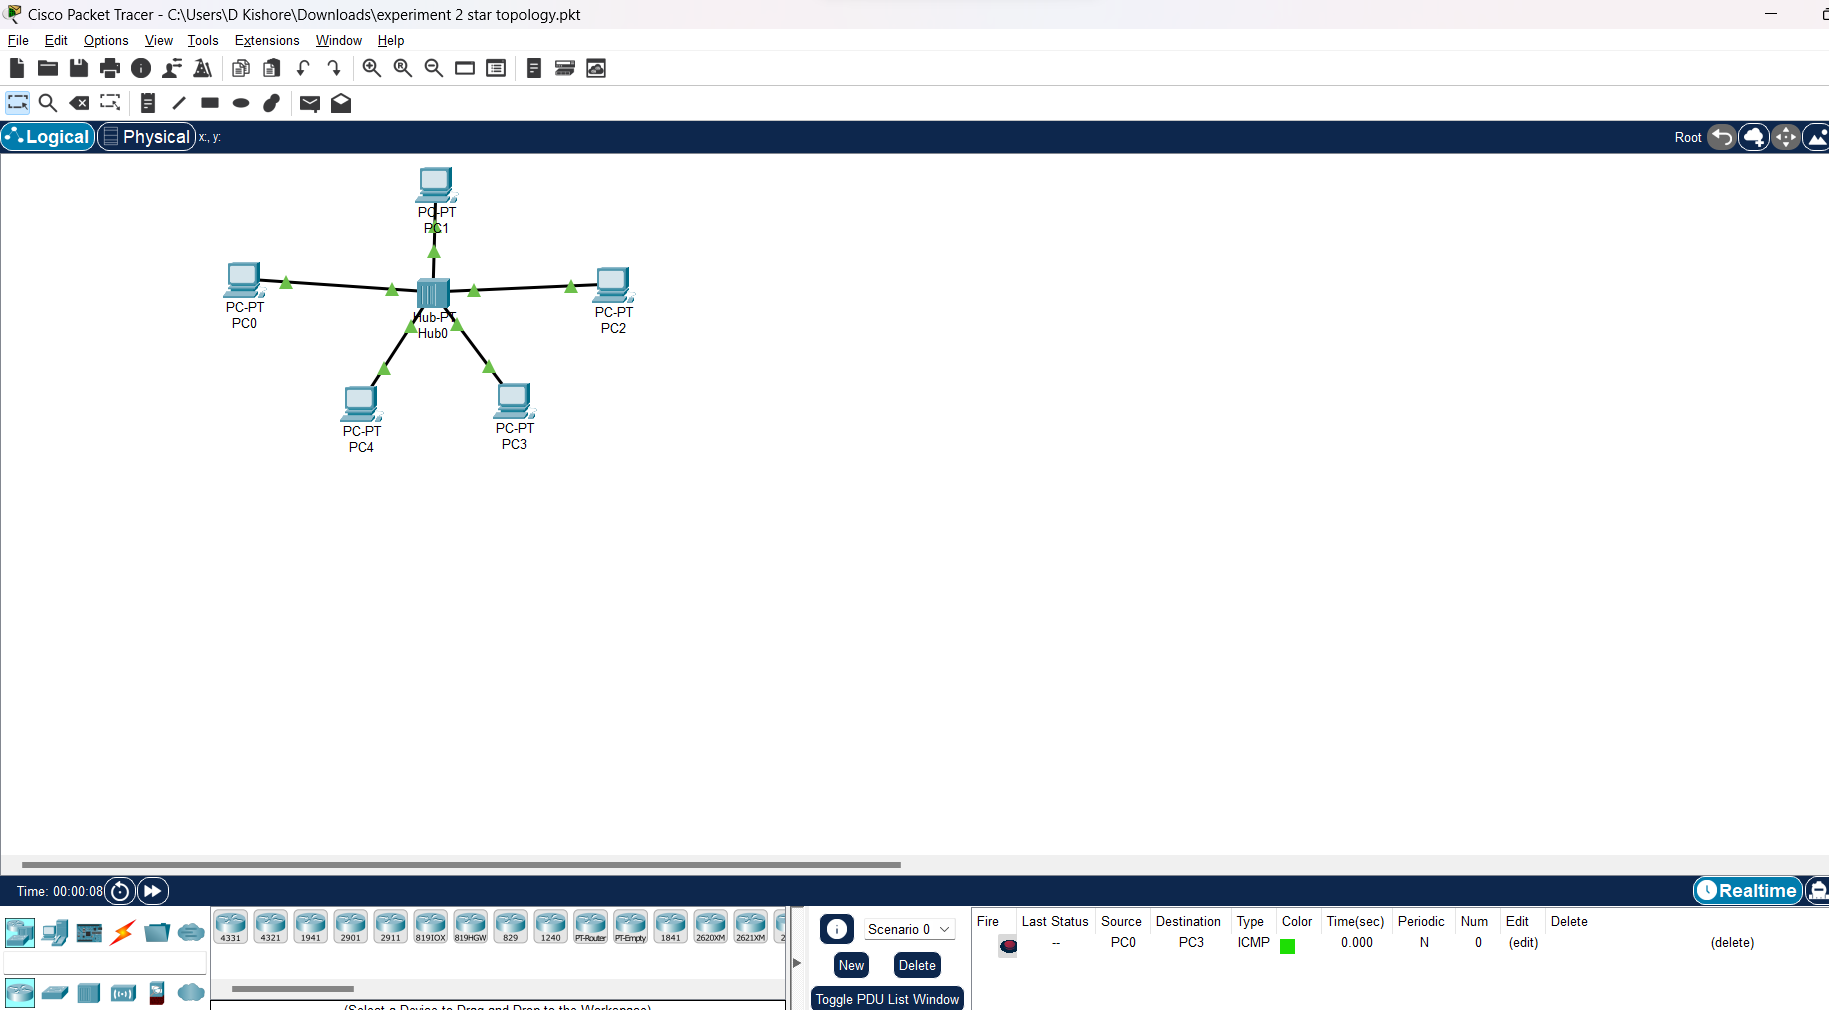 Cisco Packet Tracer - C:\Users\D Kishore\Downloads\experiment 2 star topology.pkt
File Edit Options View Tools Extensions Window Help
Logical Physical x:, y: Root
PC-PT
PC1
PC-PT
PC0
Hub-PT
Hub0
PC-PT
PC2
PC-PT
PC4
PC-PT
PC3
Time: 00:00:08 Realtime
4331 4321 1941 2901 2911 819IOX 819HGW 829 1240 PT-Router PT-Empty 1841 2620XM 2621XM 2
(Select a Device to Drag and Drop to the Workspace)
Scenario 0
New Delete
Toggle PDU List Window
Fire Last Status Source Destination Type Color Time(sec) Periodic Num Edit Delete
-- PC0 PC3 ICMP 0.000 N 0 (edit) (delete)